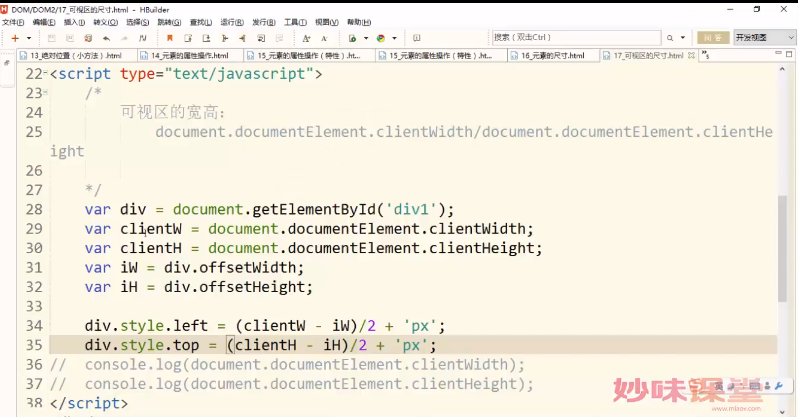 DOM/DOM2/17_可视区的尺寸.html - HBuilder
文件(F) 编辑(E) 插入(I) 转义(O) 选择(S) 跳转(G) 查找(L) 运行(R) 发行(D) 工具(T) 视图(V) 帮助(H)
搜索（双击Ctrl） 问答 开发视图
13_绝对位置（小方法）.html 14_元素的属性操作.html 15_元素的属性操作（特性）.ht... 15_元素的属性操作（特性）.ht... 16_元素的尺寸.html 17_可视区的尺寸.html
22 <script type="text/javascript">
23 /*
24 可视区的宽高:
25 document.documentElement.clientWidth/document.documentElement.clientHe
ight
26
27 */
28 var div = document.getElementById('div1');
29 var clientW = document.documentElement.clientWidth;
30 var clientH = document.documentElement.clientHeight;
31 var iW = div.offsetWidth;
32 var iH = div.offsetHeight;
33
34 div.style.left = (clientW - iW)/2 + 'px';
35 div.style.top = (clientH - iH)/2 + 'px';
36 // console.log(document.documentElement.clientWidth);
37 // console.log(document.documentElement.clientHeight);
38 </script>
妙味课堂
www.miaov.com